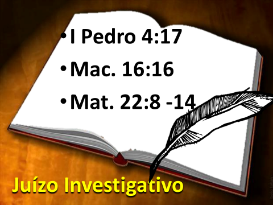 • I Pedro 4:17
• Mac. 16:16
• Mat. 22:8 -14
Juízo Investigativo